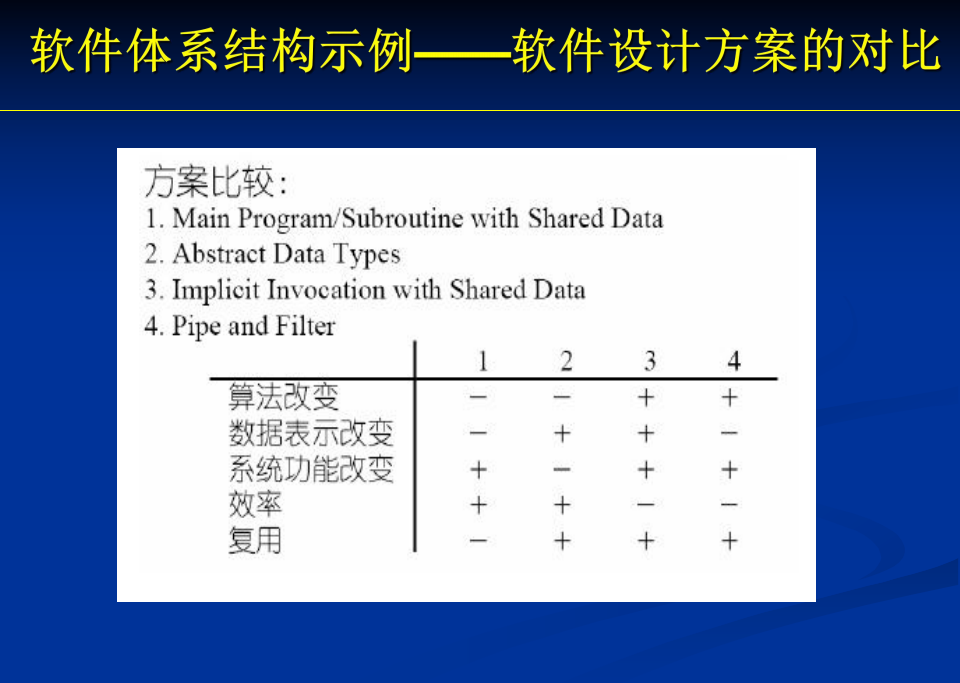 软件体系结构示例——软件设计方案的对比
方案比较：
1. Main Program/Subroutine with Shared Data
2. Abstract Data Types
3. Implicit Invocation with Shared Data
4. Pipe and Filter
1 2 3 4
算法改变 − − + +
数据表示改变 − + + −
系统功能改变 + − + +
效率 + + − −
复用 − + + +